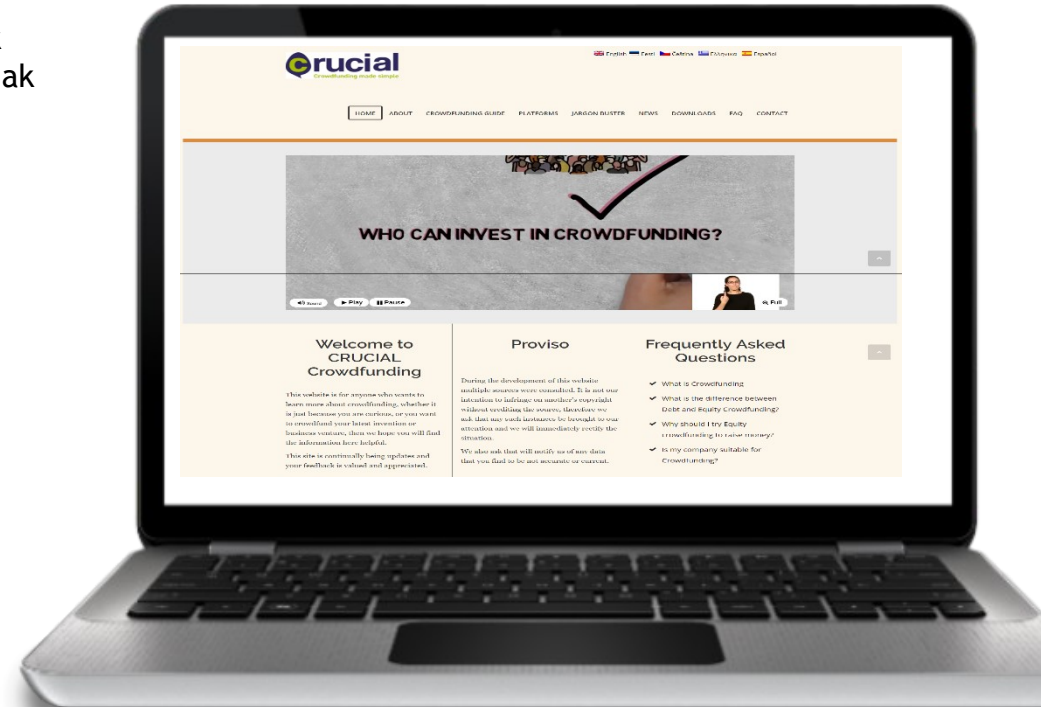 ak
crucial
Crowdfunding made simple
English Eesti Čeština Ελληνικα Español
HOME ABOUT CROWDFUNDING GUIDE PLATFORMS JARGON BUSTER NEWS DOWNLOADS FAQ CONTACT
WHO CAN INVEST IN CROWDFUNDING?
Sound Play Pause Full
Welcome to
CRUCIAL
Crowdfunding
This website is for anyone who wants to
learn more about crowdfunding, whether it
is just because you are curious, or you want
to crowdfund your latest invention or
business venture, then we hope you will find
the information here helpful.
This site is continually being updates and
your feedback is valued and appreciated.
Proviso
During the development of this website
multiple sources were consulted. It is not our
intention to infringe on another's copyright
without crediting the source, therefore we
ask that any such instances be brought to our
attention and we will immediately rectify the
situation.
We also ask that will notify us of any data
that you find to be not accurate or current.
Frequently Asked
Questions
What is Crowdfunding
What is the difference between
Debt and Equity Crowdfunding?
Why should I try Equity
crowdfunding to raise money?
Is my company suitable for
Crowdfunding?